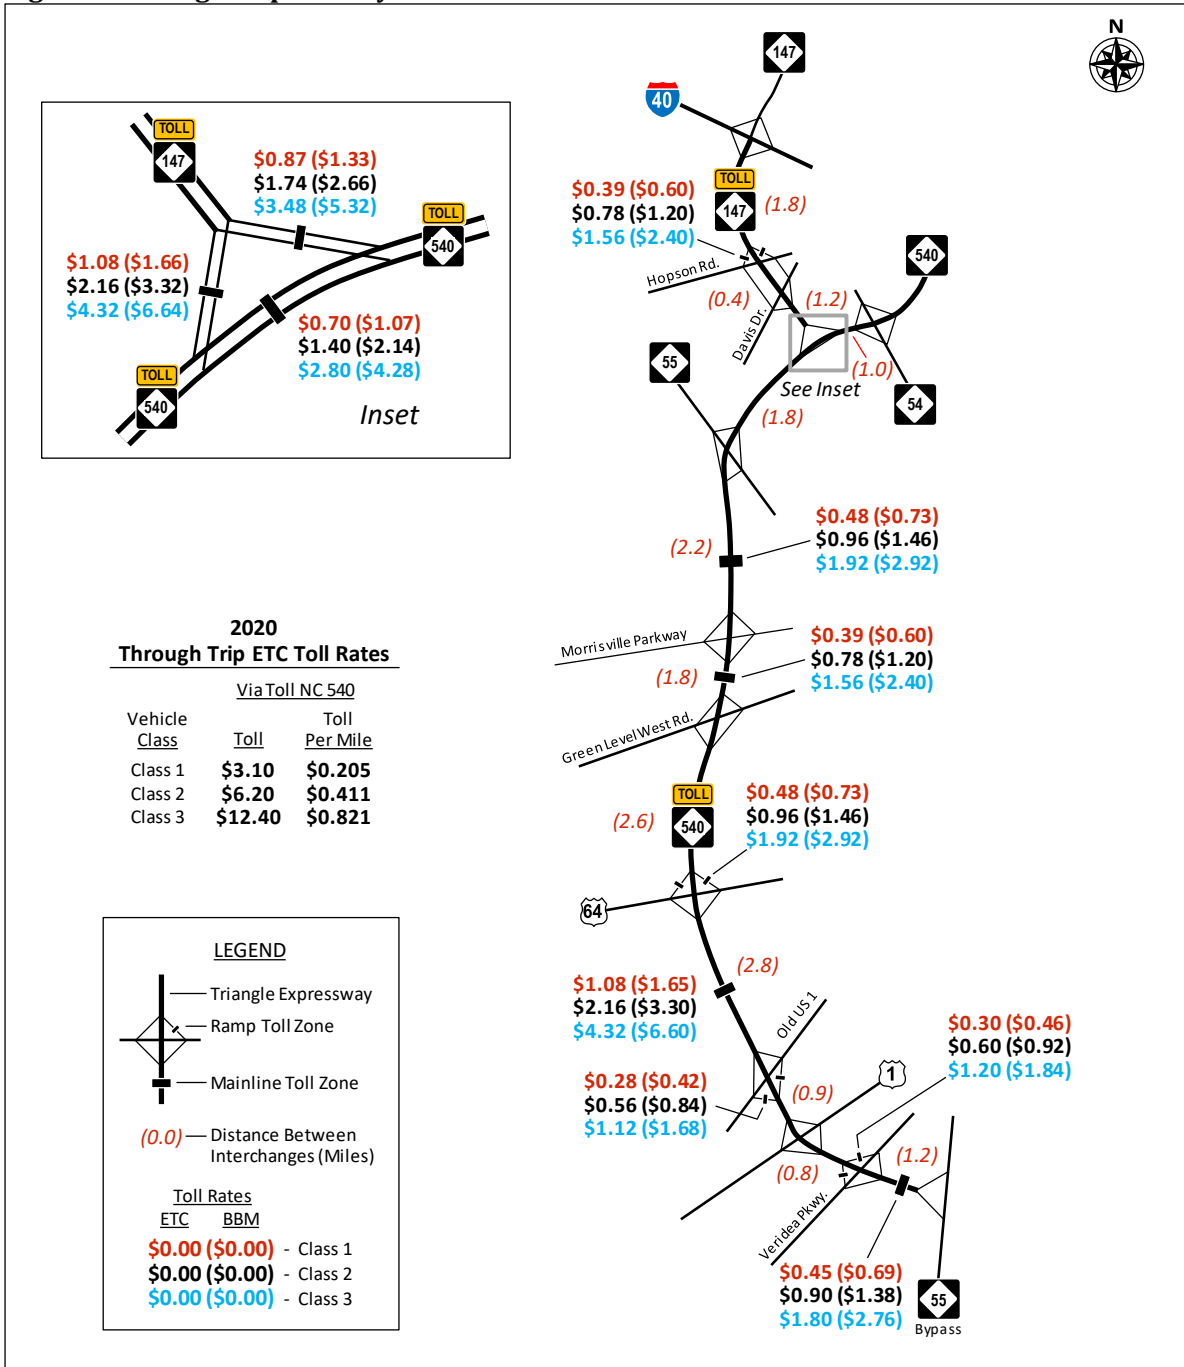 N
147
40
TOLL
147
(1.8)
$0.39 ($0.60)
$0.78 ($1.20)
$1.56 ($2.40)
Hopson Rd.
(0.4)
Davis Dr.
(1.2)
540
(1.0)
54
See Inset
55
(1.8)
TOLL
147
$0.87 ($1.33)
$1.74 ($2.66)
$3.48 ($5.32)
TOLL
540
$1.08 ($1.66)
$2.16 ($3.32)
$4.32 ($6.64)
$0.70 ($1.07)
$1.40 ($2.14)
$2.80 ($4.28)
TOLL
540
Inset
(2.2)
$0.48 ($0.73)
$0.96 ($1.46)
$1.92 ($2.92)
Morrisville Parkway
$0.39 ($0.60)
$0.78 ($1.20)
$1.56 ($2.40)
(1.8)
Green Level West Rd.
2020
Through Trip ETC Toll Rates
Via Toll NC 540
Vehicle Toll
Class Toll Per Mile
Class 1 $3.10 $0.205
Class 2 $6.20 $0.411
Class 3 $12.40 $0.821
TOLL
540
(2.6)
$0.48 ($0.73)
$0.96 ($1.46)
$1.92 ($2.92)
64
(2.8)
$1.08 ($1.65)
$2.16 ($3.30)
$4.32 ($6.60)
Old US 1
$0.28 ($0.42)
$0.56 ($0.84)
$1.12 ($1.68)
(0.9)
1
$0.30 ($0.46)
$0.60 ($0.92)
$1.20 ($1.84)
(0.8)
(1.2)
Veridea Pkwy.
$0.45 ($0.69)
$0.90 ($1.38)
$1.80 ($2.76)
55
Bypass
LEGEND
Triangle Expressway
Ramp Toll Zone
Mainline Toll Zone
(0.0) Distance Between
Interchanges (Miles)
Toll Rates
ETC BBM
$0.00 ($0.00) - Class 1
$0.00 ($0.00) - Class 2
$0.00 ($0.00) - Class 3